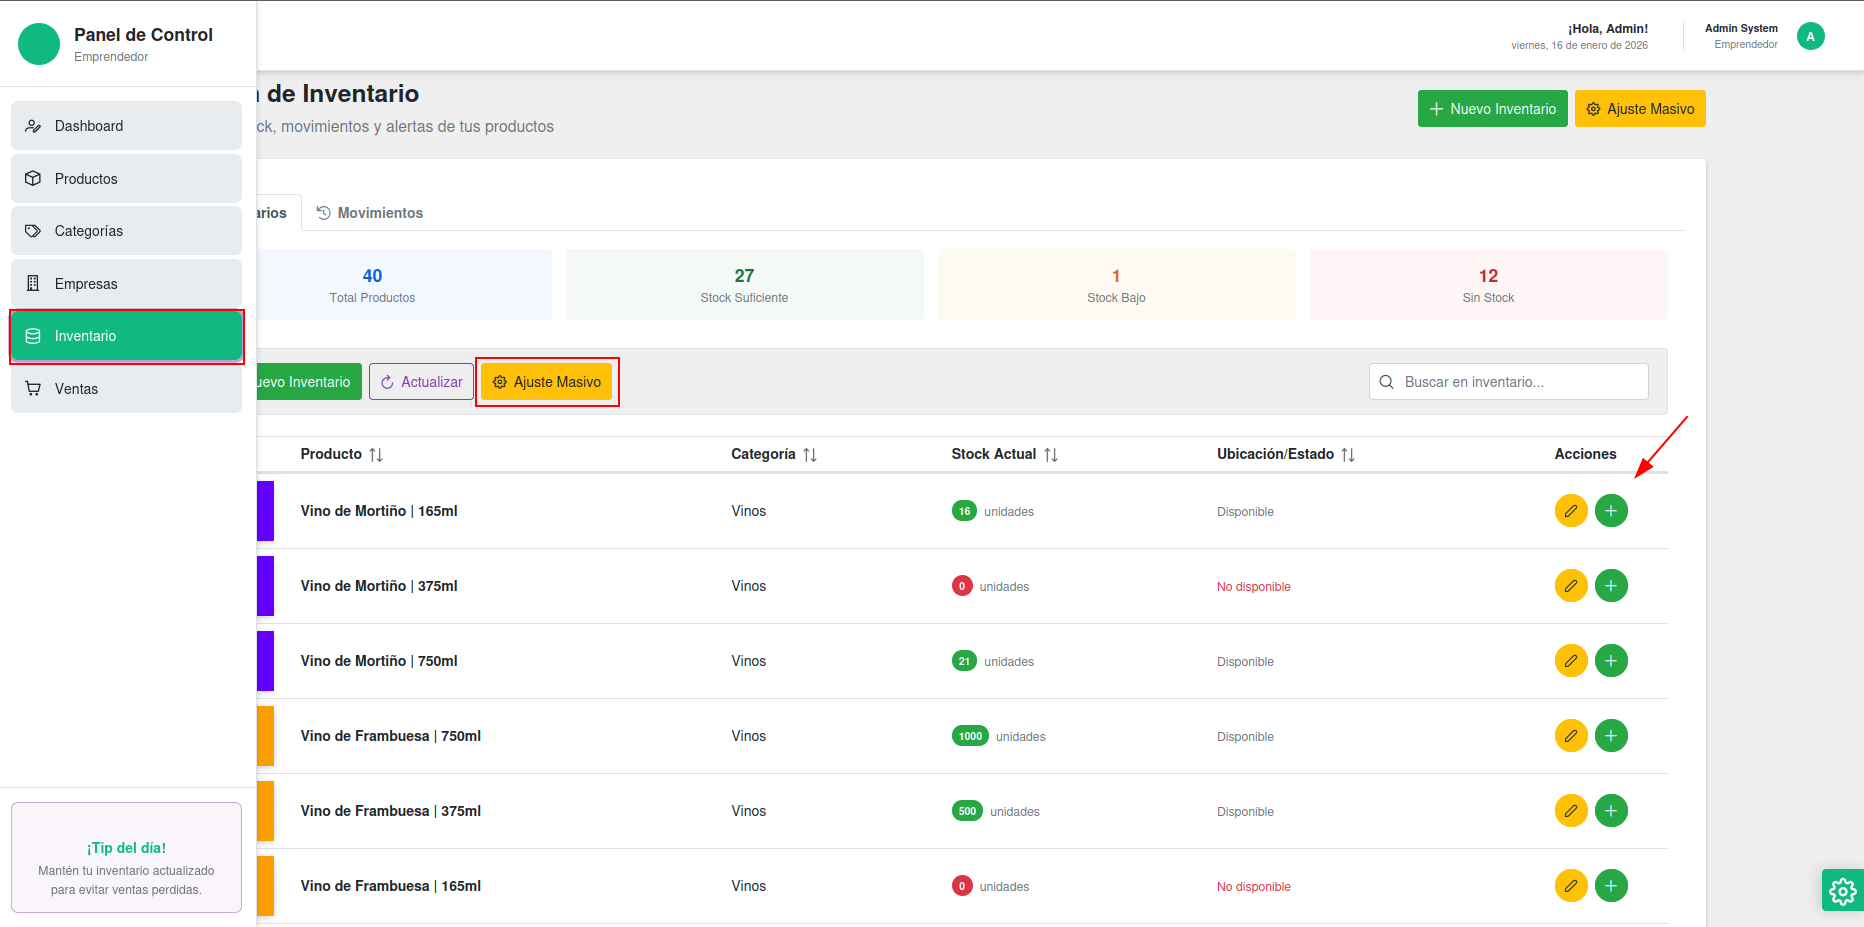 Panel de Control
Emprendedor
¡Hola, Admin!
viernes, 16 de enero de 2026
Admin System
Emprendedor
A
Dashboard
Productos
Categorías
Empresas
Inventario
Ventas
de Inventario
ck, movimientos y alertas de tus productos
Nuevo Inventario
Ajuste Masivo
arios
Movimientos
40
Total Productos
27
Stock Suficiente
1
Stock Bajo
12
Sin Stock
uevo Inventario
Actualizar
Ajuste Masivo
Buscar en inventario...
Producto Categoría Stock Actual Ubicación/Estado Acciones
Vino de Mortiño | 165ml Vinos 16 unidades Disponible
Vino de Mortiño | 375ml Vinos 0 unidades No disponible
Vino de Mortiño | 750ml Vinos 21 unidades Disponible
Vino de Frambuesa | 750ml Vinos 1000 unidades Disponible
Vino de Frambuesa | 375ml Vinos 500 unidades Disponible
Vino de Frambuesa | 165ml Vinos 0 unidades No disponible
¡Tip del día!
Mantén tu inventario actualizado
para evitar ventas perdidas.